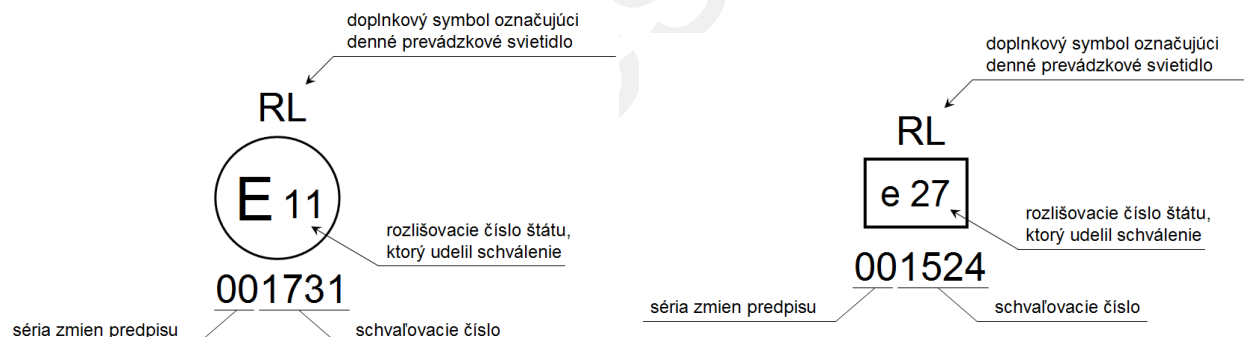 doplnkový symbol označujúci
denné prevádzkové svietidlo
RL
E 11
rozlišovacie číslo štátu,
ktorý udelil schválenie
001731
séria zmien predpisu
schvaľovacie číslo
doplnkový symbol označujúci
denné prevádzkové svietidlo
RL
e 27
rozlišovacie číslo štátu,
ktorý udelil schválenie
001524
séria zmien predpisu
schvaľovacie číslo